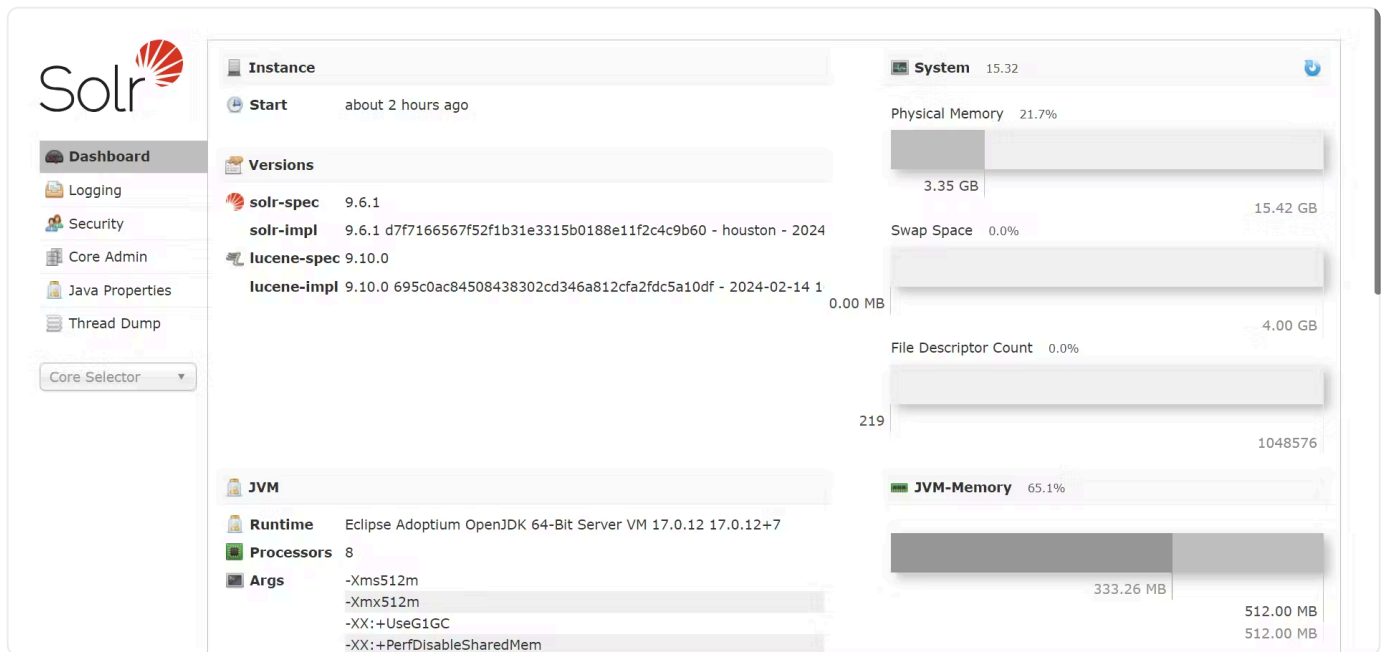 Solr
Dashboard
Logging
Security
Core Admin
Java Properties
Thread Dump
Core Selector
Instance
Start about 2 hours ago
Versions
solr-spec 9.6.1
solr-impl 9.6.1 d7f7166567f52f1b31e3315b0188e11f2c4c9b60 - houston - 2024
lucene-spec 9.10.0
lucene-impl 9.10.0 695c0ac84508438302cd346a812cfa2fdc5a10df - 2024-02-14 1
JVM
Runtime Eclipse Adoptium OpenJDK 64-Bit Server VM 17.0.12 17.0.12+7
Processors 8
Args -Xms512m
-Xmx512m
-XX:+UseG1GC
-XX:+PerfDisableSharedMem
System 15.32
Physical Memory 21.7%
3.35 GB
15.42 GB
Swap Space 0.0%
0.00 MB
4.00 GB
File Descriptor Count 0.0%
219
1048576
JVM-Memory 65.1%
333.26 MB
512.00 MB
512.00 MB